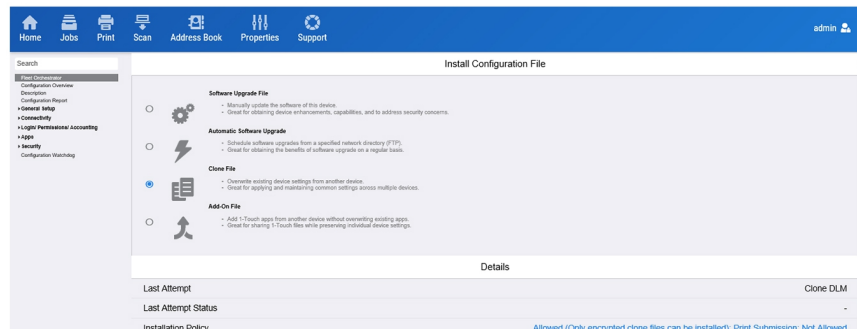 Home
Jobs
Print
Scan
Address Book
Properties
Support
admin
Search
Fleet Orchestrator
Configuration Overview
Description
Configuration Report
General Setup
Connectivity
Login/ Permissions/ Accounting
Apps
Security
Configuration Watchdog
Install Configuration File
Software Upgrade File
- Manually update the software of this device.
- Great for obtaining device enhancements, capabilities, and to address security concerns.
Automatic Software Upgrade
- Schedule software upgrades from a specified network directory (FTP).
- Great for obtaining the benefits of software upgrade on a regular basis.
Clone File
- Overwrite existing device settings from another device.
- Great for applying and maintaining common settings across multiple devices.
Add-On File
- Add 1-Touch apps from another device without overwriting existing apps.
- Great for sharing 1-Touch files while preserving individual device settings.
Details
Last Attempt Clone DLM
Last Attempt Status -
Installation Policy Allowed (Only encrypted clone files can be installed); Print Submission: Not Allowed